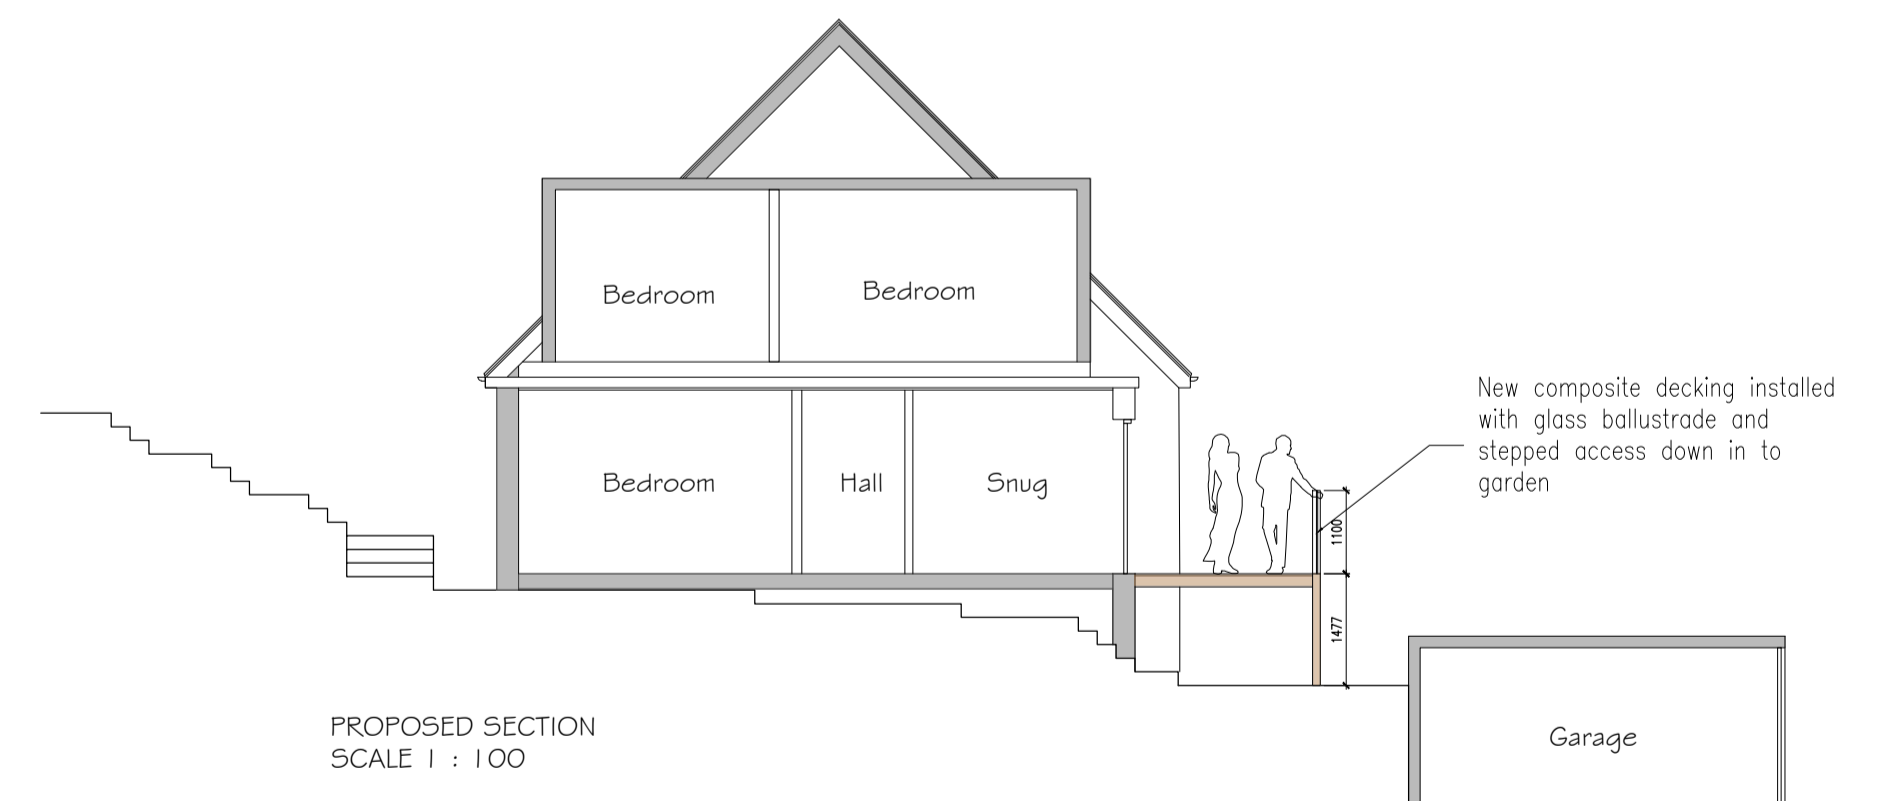 Bedroom
Bedroom
New composite decking installed
with glass ballustrade and
stepped access down in to
garden
Bedroom
Hall
Snug
1100
1477
PROPOSED SECTION
SCALE 1 : 100
Garage